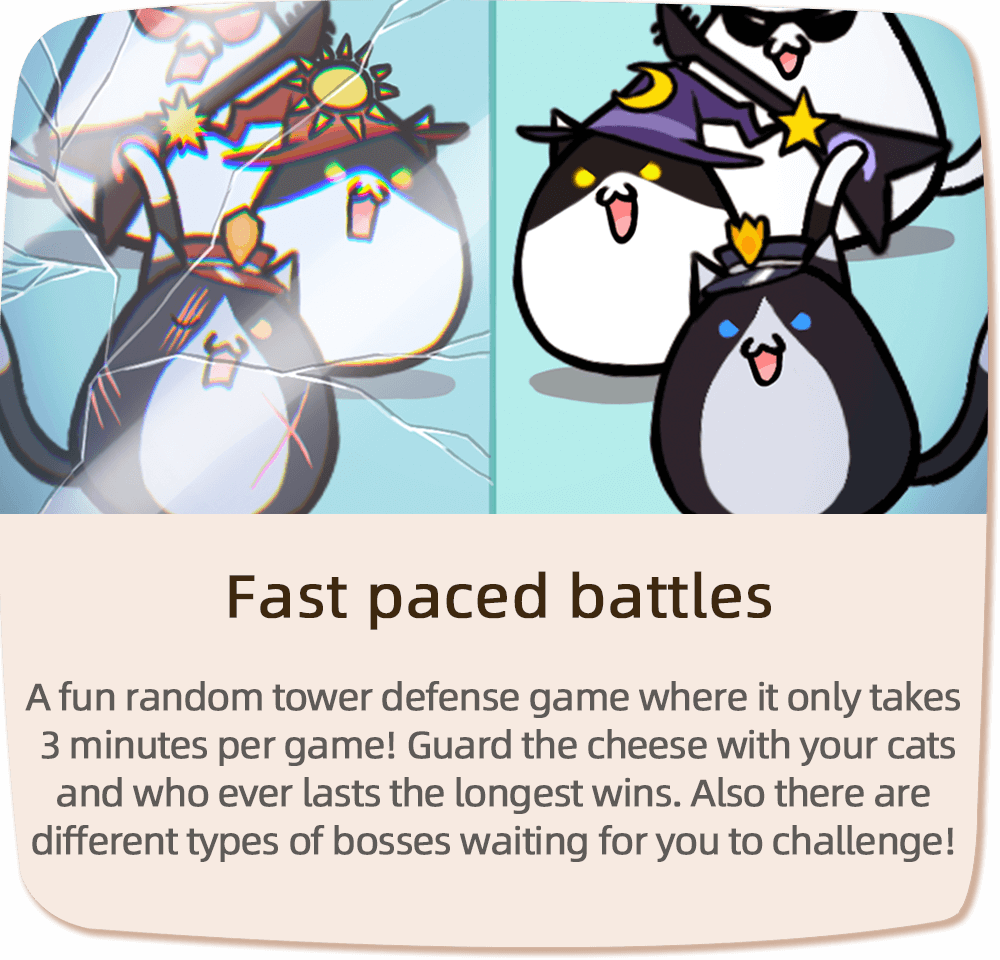 Fast paced battles
A fun random tower defense game where it only takes
3 minutes per game! Guard the cheese with your cats
and who ever lasts the longest wins. Also there are
different types of bosses waiting for you to challenge!